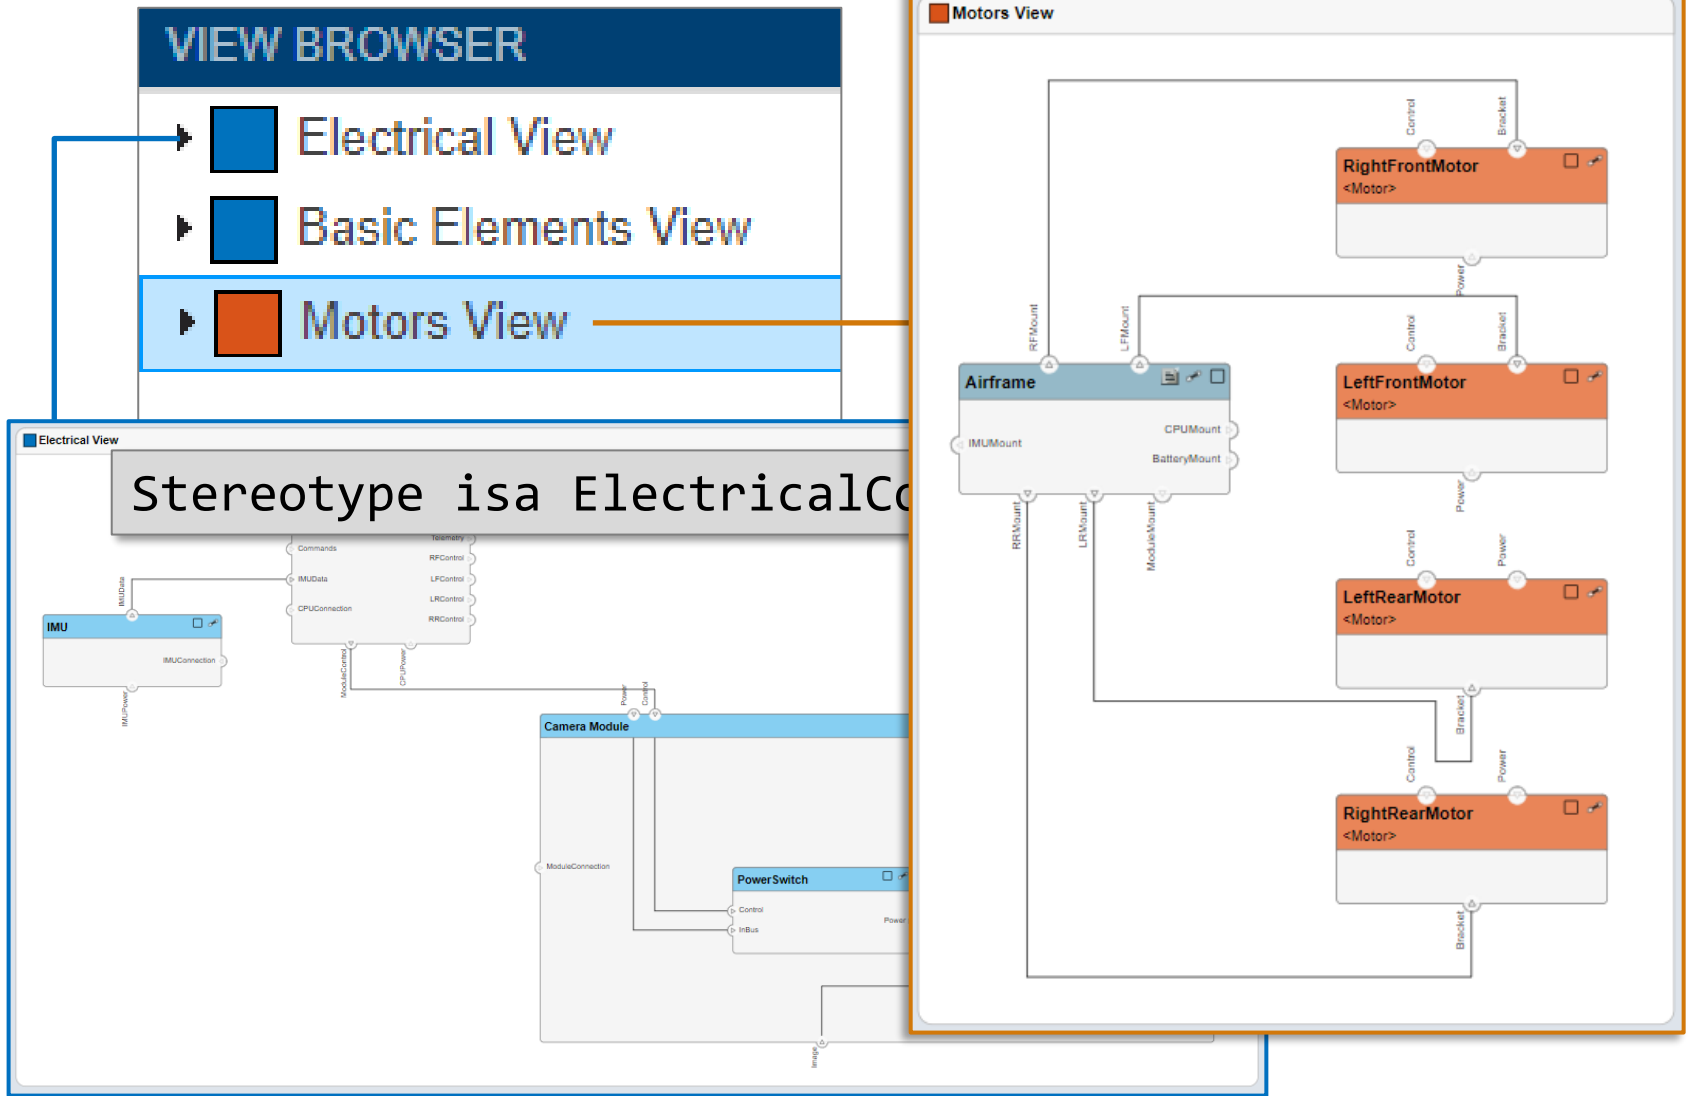 VIEW BROWSER
Electrical View
Basic Elements View
Motors View
Electrical View
Stereotype isa ElectricalCo
Telemetry
Commands
RFControl
IMUData
LFControl
CPUConnection
LRControl
RRControl
IMUData
IMU
IMUConnection
IMUPower
ModuleControl
CPUPower
Power
Control
Camera Module
ModuleConnection
PowerSwitch
Control
InBus
Power
Image
Motors View
Control
Bracket
RightFrontMotor
<Motor>
Power
RFMount
LFMount
Control
Bracket
Airframe
IMUMount
CPUMount
BatteryMount
RRMount
LRMount
ModuleMount
LeftFrontMotor
<Motor>
Power
Control
Power
LeftRearMotor
<Motor>
Bracket
Control
Power
RightRearMotor
<Motor>
Bracket